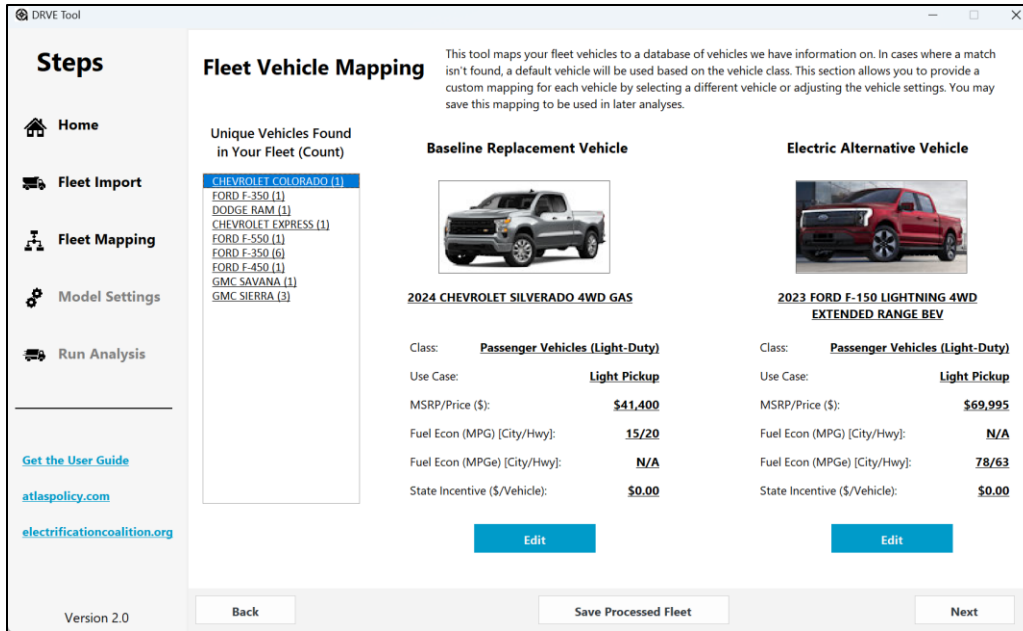 DRVE Tool
Steps
Home
Fleet Import
Fleet Mapping
Model Settings
Run Analysis
Get the User Guide
atlaspolicy.com
electrificationcoalition.org
Version 2.0
Fleet Vehicle Mapping
This tool maps your fleet vehicles to a database of vehicles we have information on. In cases where a match
isn't found, a default vehicle will be used based on the vehicle class. This section allows you to provide a
custom mapping for each vehicle by selecting a different vehicle or adjusting the vehicle settings. You may
save this mapping to be used in later analyses.
Unique Vehicles Found
in Your Fleet (Count)
CHEVROLET COLORADO (1)
FORD F-350 (1)
DODGE RAM (1)
CHEVROLET EXPRESS (1)
FORD F-550 (1)
FORD F-350 (6)
FORD F-450 (1)
GMC SAVANA (1)
GMC SIERRA (3)
Baseline Replacement Vehicle
2024 CHEVROLET SILVERADO 4WD GAS
Class: Passenger Vehicles (Light-Duty)
Use Case: Light Pickup
MSRP/Price ($): $41,400
Fuel Econ (MPG) [City/Hwy]: 15/20
Fuel Econ (MPGe) [City/Hwy]: N/A
State Incentive ($/Vehicle): $0.00
Edit
Electric Alternative Vehicle
2023 FORD F-150 LIGHTNING 4WD
EXTENDED RANGE BEV
Class: Passenger Vehicles (Light-Duty)
Use Case: Light Pickup
MSRP/Price ($): $69,995
Fuel Econ (MPG) [City/Hwy]: N/A
Fuel Econ (MPGe) [City/Hwy]: 78/63
State Incentive ($/Vehicle): $0.00
Edit
Back
Save Processed Fleet
Next